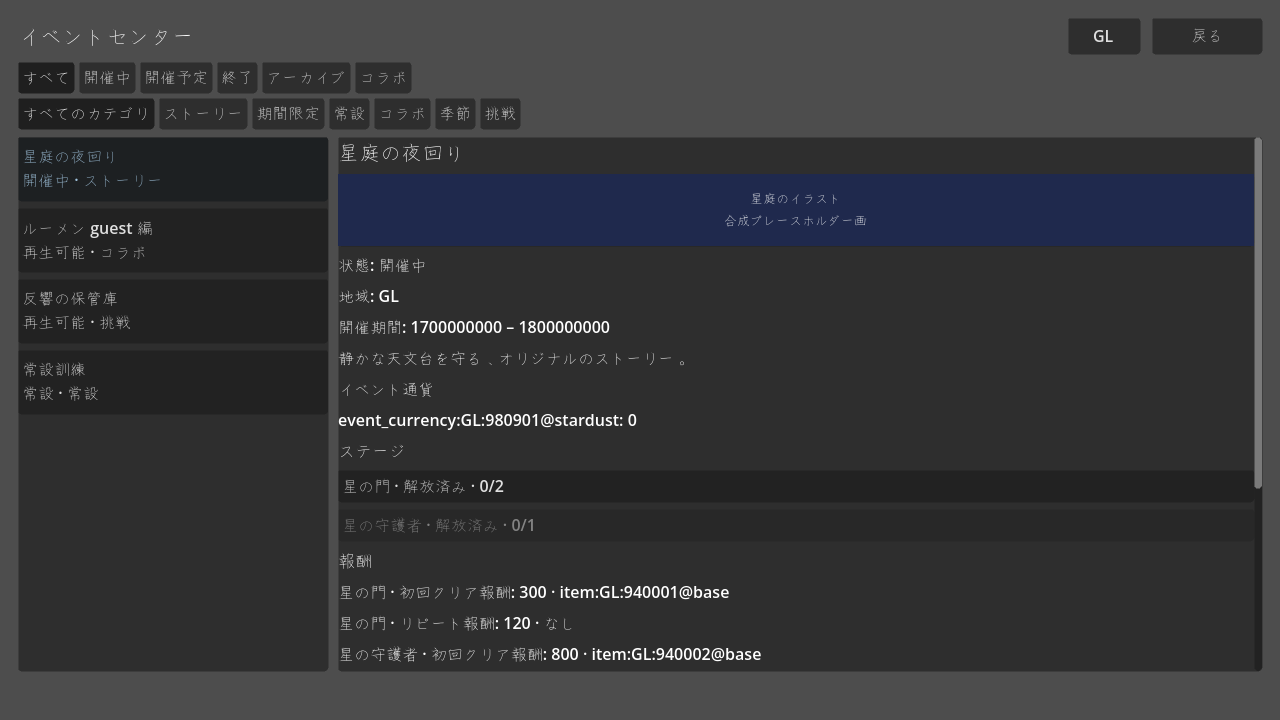 イベントセンター
GL
戻る
すべて 開催中 開催予定 終了 アーカイブ コラボ
すべてのカテゴリ ストーリー 期間限定 常設 コラボ 季節 挑戦
星庭の夜回り
開催中・ストーリー
ルーメン guest 編
再生可能・コラボ
反響の保管庫
再生可能・挑戦
常設訓練
常設・常設
星庭の夜回り
星庭のイラスト
合成プレースホルダー画
状態: 開催中
地域: GL
開催期間: 1700000000 – 1800000000
静かな天文台を守る、オリジナルのストーリー。
イベント通貨
event_currency:GL:980901@stardust: 0
ステージ
星の門・解放済み · 0/2
星の守護者・解放済み · 0/1
報酬
星の門・初回クリア報酬: 300 · item:GL:940001@base
星の門・リピート報酬: 120 · なし
星の守護者・初回クリア報酬: 800 · item:GL:940002@base